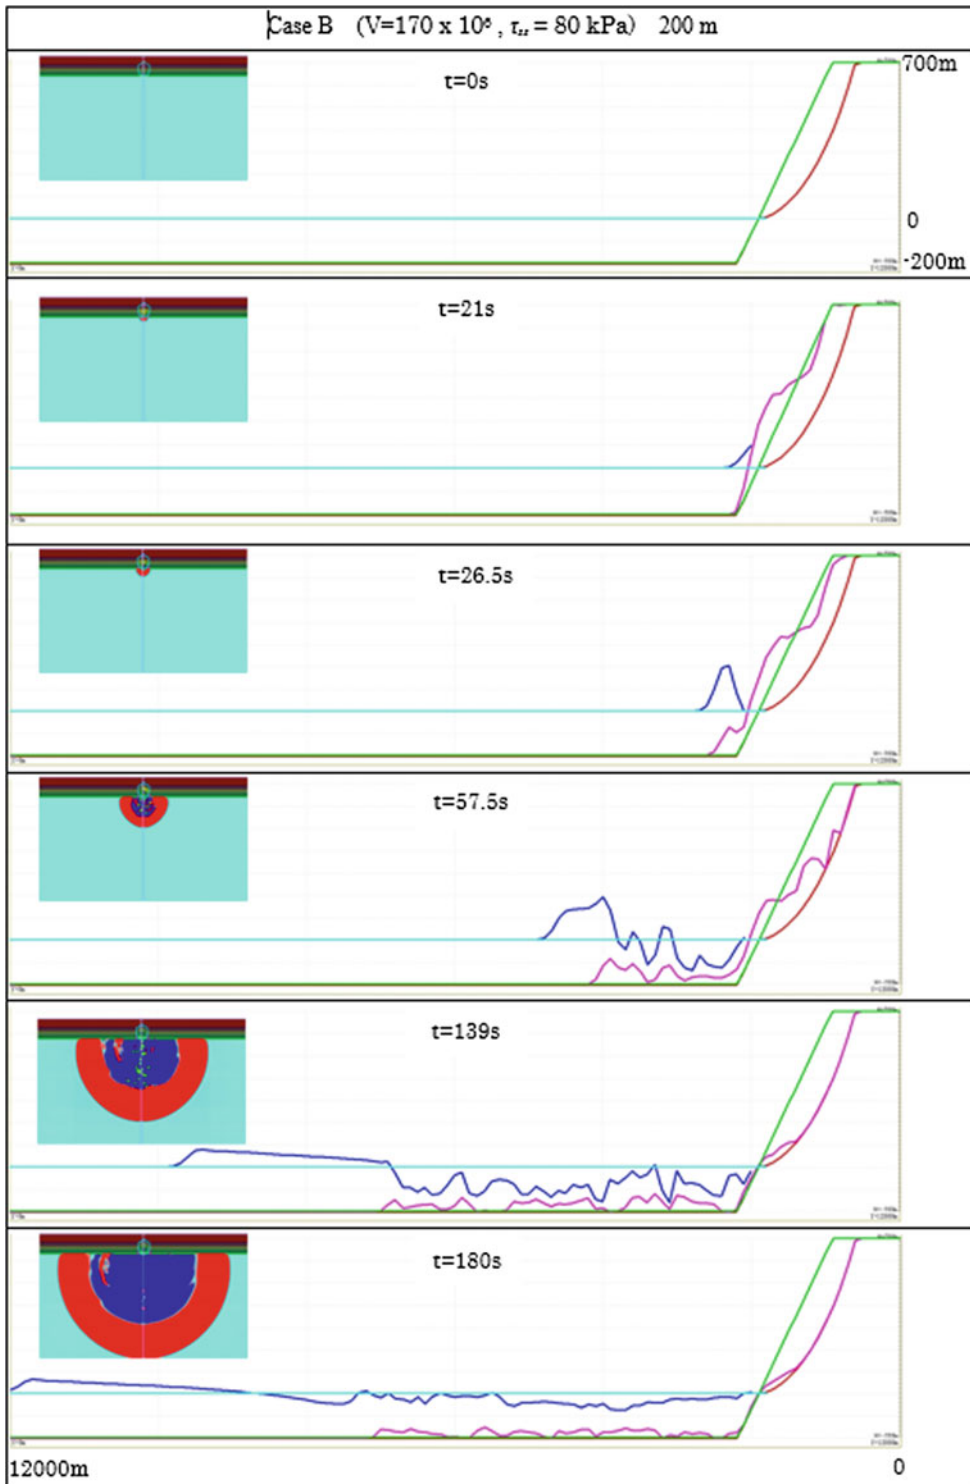 Case B (V=170 x 10⁶ , τₛₛ = 80 kPa) 200 m
t=0s
700m
0
-200m
t=21s
t=26.5s
t=57.5s
t=139s
t=180s
12000m
0